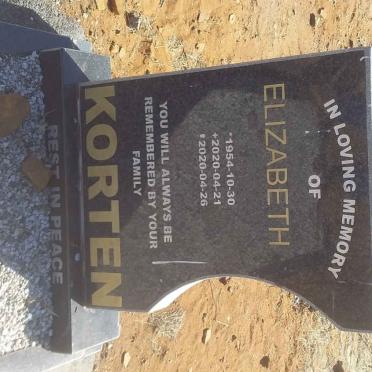 IN LOVING MEMORY
OF
ELIZABETH
*1954-10-30
+2020-04-21
⚱2020-04-26
YOU WILL ALWAYS BE
REMEMBERED BY YOUR
FAMILY
KORTEN
REST IN PEACE